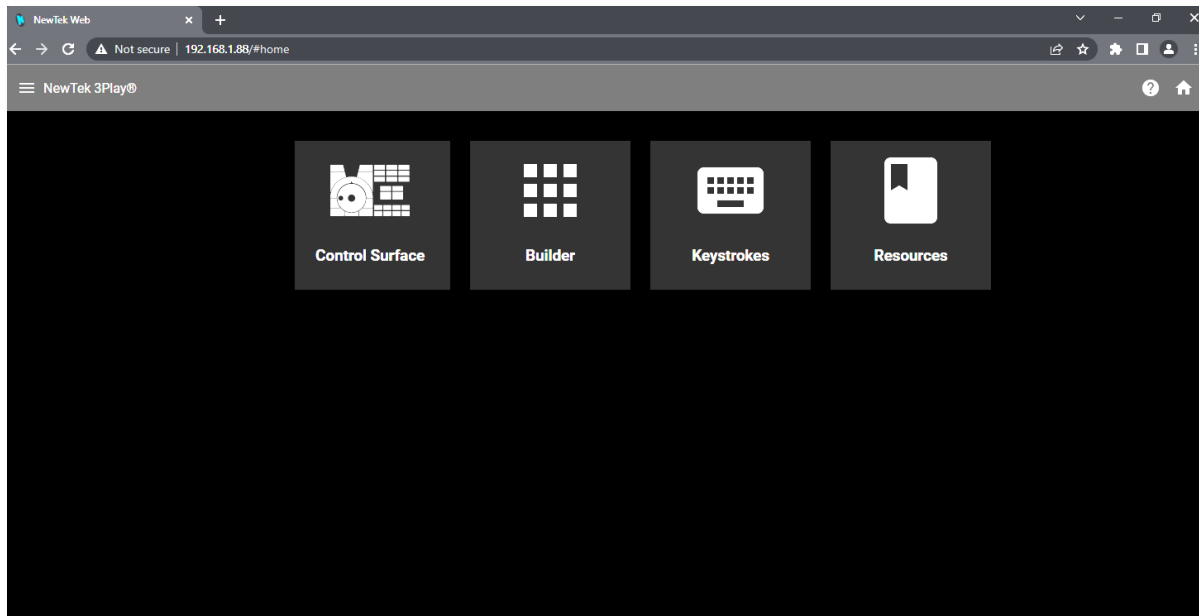 NewTek Web
Not secure | 192.168.1.88/#home
NewTek 3Play®
Control Surface
Builder
Keystrokes
Resources